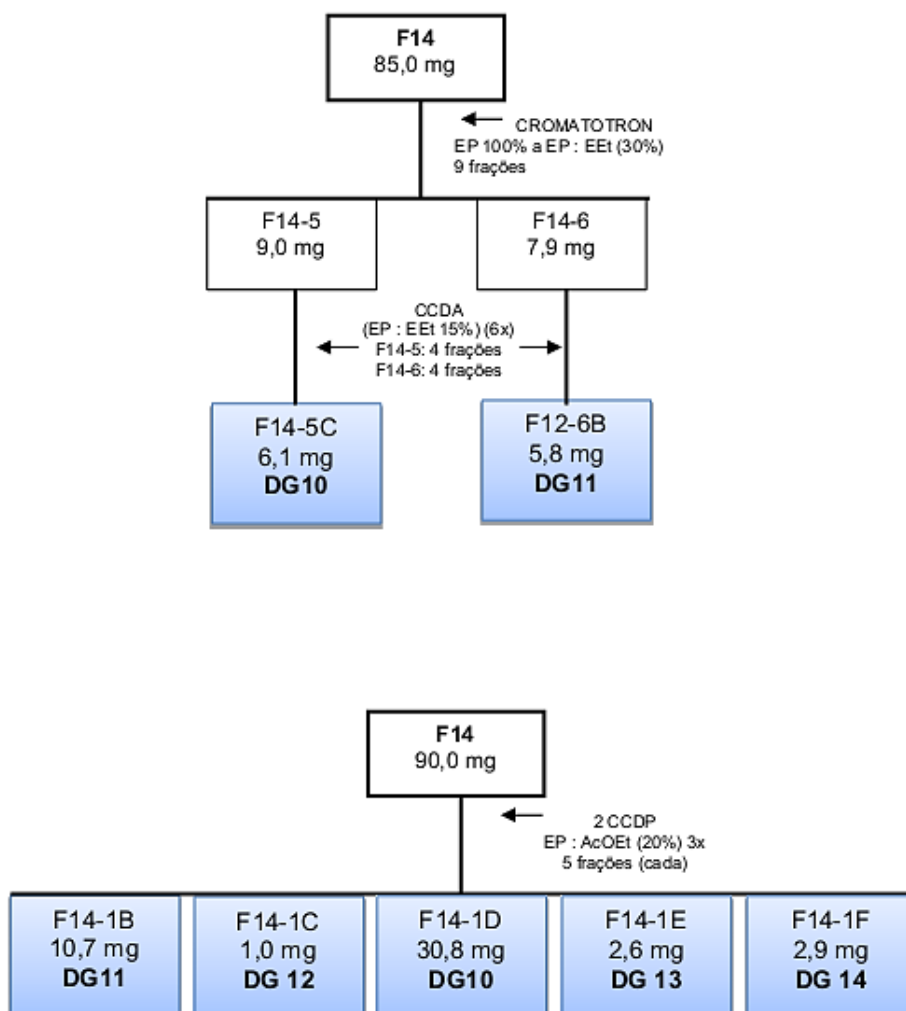 F14
85,0 mg
CROMATOTRON
EP 100% a EP : EEt (30%)
9 frações
F14-5
9,0 mg
F14-6
7,9 mg
CCDA
(EP : EEt 15%) (6x)
F14-5: 4 frações
F14-6: 4 frações
F14-5C
6,1 mg
DG10
F12-6B
5,8 mg
DG11
F14
90,0 mg
2 CCDP
EP : AcOEt (20%) 3x
5 frações (cada)
F14-1B
10,7 mg
DG11
F14-1C
1,0 mg
DG 12
F14-1D
30,8 mg
DG10
F14-1E
2,6 mg
DG 13
F14-1F
2,9 mg
DG 14